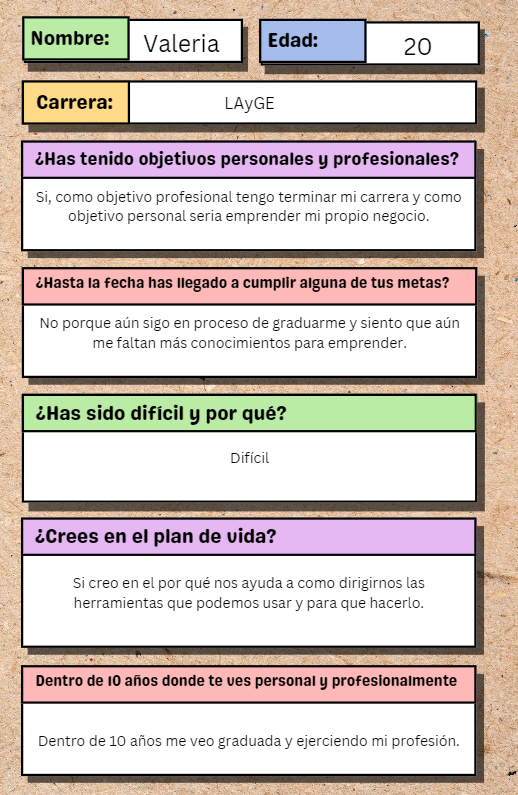 Nombre: Valeria
Edad: 20
Carrera: LAyGE
¿Has tenido objetivos personales y profesionales?
Si, como objetivo profesional tengo terminar mi carrera y como
objetivo personal seria emprender mi propio negocio.
¿Hasta la fecha has llegado a cumplir alguna de tus metas?
No porque aún sigo en proceso de graduarme y siento que aún
me faltan más conocimientos para emprender.
¿Has sido difícil y por qué?
Difícil
¿Crees en el plan de vida?
Si creo en el por qué nos ayuda a como dirigirnos las
herramientas que podemos usar y para que hacerlo.
Dentro de 10 años donde te ves personal y profesionalmente
Dentro de 10 años me veo graduada y ejerciendo mi profesión.